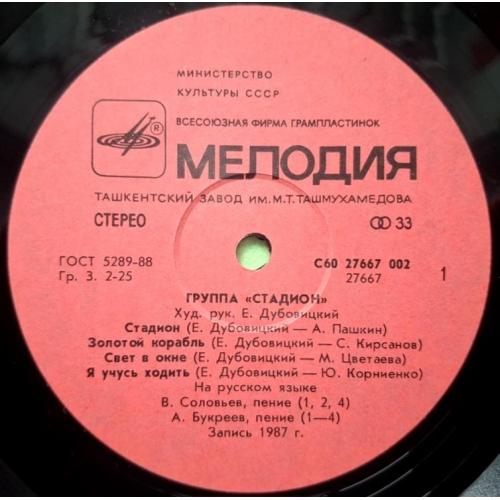 МИНИСТЕРСТВО
КУЛЬТУРЫ СССР
ВСЕСОЮЗНАЯ ФИРМА ГРАМПЛАСТИНОК
® МЕЛОДИЯ
ТАШКЕНТСКИЙ ЗАВОД ИМ. М.Т. ТАШМУХАМЕДОВА
СТЕРЕО 33
ГОСТ 5289-88 С60 27667 002
Гр. 3. 2-25 27667 1
ГРУППА «СТАДИОН»
Худ. рук. Е. Дубовицкий
Стадион (Е. Дубовицкий — А. Пашкин)
Золотой корабль (Е. Дубовицкий — С. Кирсанов)
Свет в окне (Е. Дубовицкий — М. Цветаева)
Я учусь ходить (Е. Дубовицкий — Ю. Корниенко)
На русском языке
В. Соловьев, пение (1, 2, 4)
А. Букреев, пение (1—4)
Запись 1987 г.